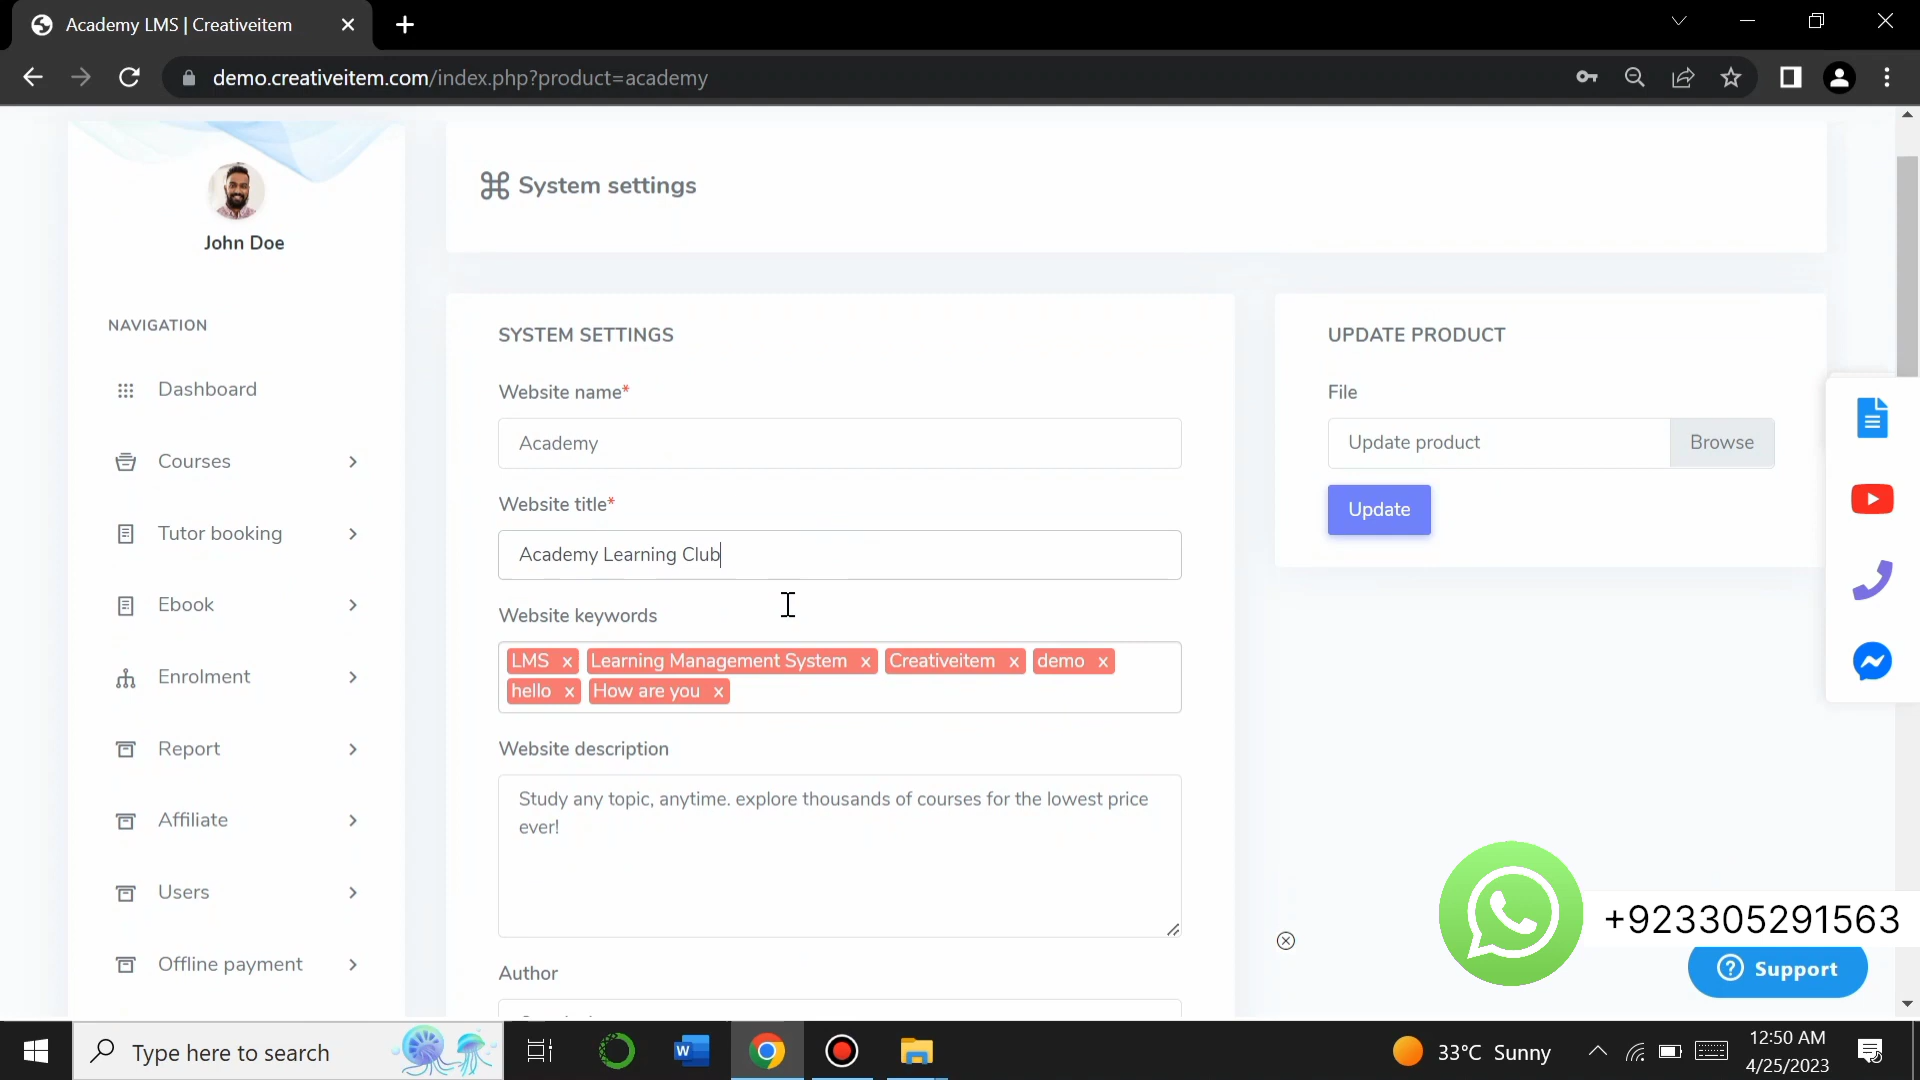 Academy LMS | Creativeitem
demo.creativeitem.com/index.php?product=academy
John Doe
NAVIGATION
Dashboard
Courses
Tutor booking
Ebook
Enrolment
Report
Affiliate
Users
Offline payment
System settings
SYSTEM SETTINGS
Website name*
Academy
Website title*
Academy Learning Club
Website keywords
LMS x Learning Management System x Creativeitem x demo x
hello x How are you x
Website description
Study any topic, anytime. explore thousands of courses for the lowest price
ever!
Author
UPDATE PRODUCT
File
Update product Browse
Update
+923305291563
Support
Type here to search
33°C Sunny
12:50 AM
4/25/2023